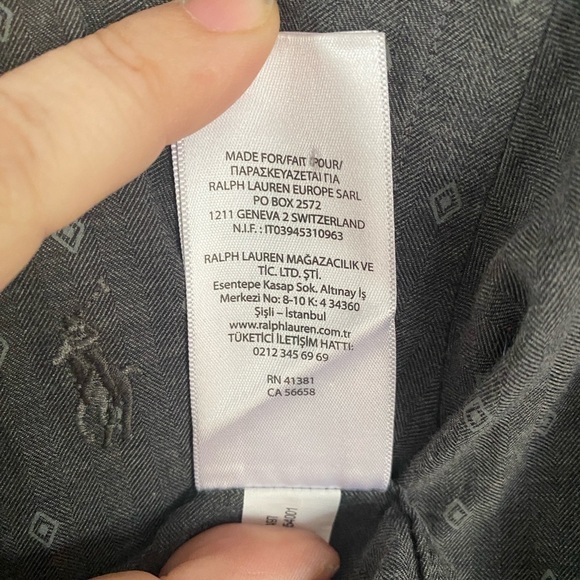 MADE FOR/FAIT POUR/
ΠΑΡΑΣΚΕΥΑΖΕΤΑΙ ΓΙΑ
RALPH LAUREN EUROPE SARL
PO BOX 2572
1211 GENEVA 2 SWITZERLAND
N.I.F. : IT03945310963
RALPH LAUREN MAĞAZACILIK VE
TİC. LTD. ŞTİ.
Esentepe Kasap Sok. Altınay İş
Merkezi No: 8-10 K: 4 34360
Şişli – İstanbul
www.ralphlauren.com.tr
TÜKETİCİ İLETİŞİM HATTI:
0212 345 69 69
RN 41381
CA 56658
54001